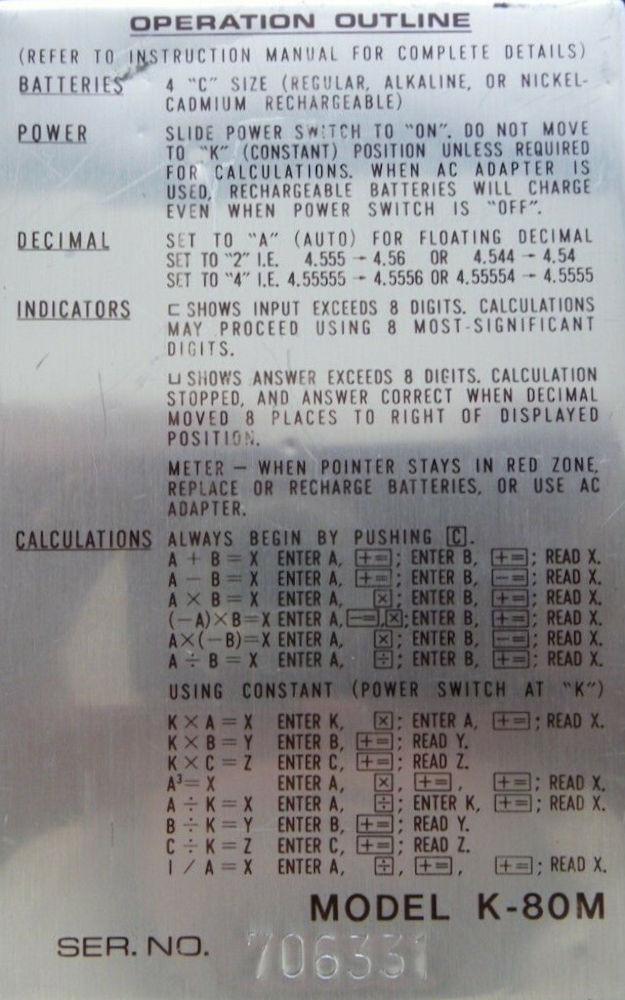 OPERATION OUTLINE
(REFER TO INSTRUCTION MANUAL FOR COMPLETE DETAILS)
BATTERIES 4 "C" SIZE (REGULAR, ALKALINE, OR NICKEL-
CADMIUM RECHARGEABLE)
POWER SLIDE POWER SWITCH TO "ON". DO NOT MOVE
TO "K" (CONSTANT) POSITION UNLESS REQUIRED
FOR CALCULATIONS. WHEN AC ADAPTER IS
USED, RECHARGEABLE BATTERIES WILL CHARGE
EVEN WHEN POWER SWITCH IS "OFF".
DECIMAL SET TO "A" (AUTO) FOR FLOATING DECIMAL
SET TO "2" I.E. 4.555 → 4.56 OR 4.544 → 4.54
SET TO "4" I.E. 4.55555 → 4.5556 OR 4.55554 → 4.5555
INDICATORS ⊏ SHOWS INPUT EXCEEDS 8 DIGITS. CALCULATIONS
MAY PROCEED USING 8 MOST-SIGNIFICANT
DIGITS.
⊔ SHOWS ANSWER EXCEEDS 8 DIGITS. CALCULATION
STOPPED, AND ANSWER CORRECT WHEN DECIMAL
MOVED 8 PLACES TO RIGHT OF DISPLAYED
POSITION.
METER — WHEN POINTER STAYS IN RED ZONE,
REPLACE OR RECHARGE BATTERIES, OR USE AC
ADAPTER.
CALCULATIONS ALWAYS BEGIN BY PUSHING [C].
A + B = X ENTER A, [+=]; ENTER B, [+=]; READ X.
A − B = X ENTER A, [+=]; ENTER B, [−=]; READ X.
A × B = X ENTER A, [×]; ENTER B, [+=]; READ X.
(−A)×B=X ENTER A,[−=],[×];ENTER B, [+=]; READ X.
A×(−B)=X ENTER A, [×]; ENTER B, [−=]; READ X.
A ÷ B = X ENTER A, [÷]; ENTER B, [+=]; READ X.
USING CONSTANT (POWER SWITCH AT "K")
K × A = X ENTER K, [×]; ENTER A, [+=]; READ X.
K × B = Y ENTER B, [+=]; READ Y.
K × C = Z ENTER C, [+=]; READ Z.
A³= X ENTER A, [×], [+=], [+=]; READ X.
A ÷ K = X ENTER A, [÷]; ENTER K, [+=]; READ X.
B ÷ K = Y ENTER B, [+=]; READ Y.
C ÷ K = Z ENTER C, [+=]; READ Z.
1 / A = X ENTER A, [÷], [+=], [+=]; READ X.
MODEL K-80M
SER. NO. 706331